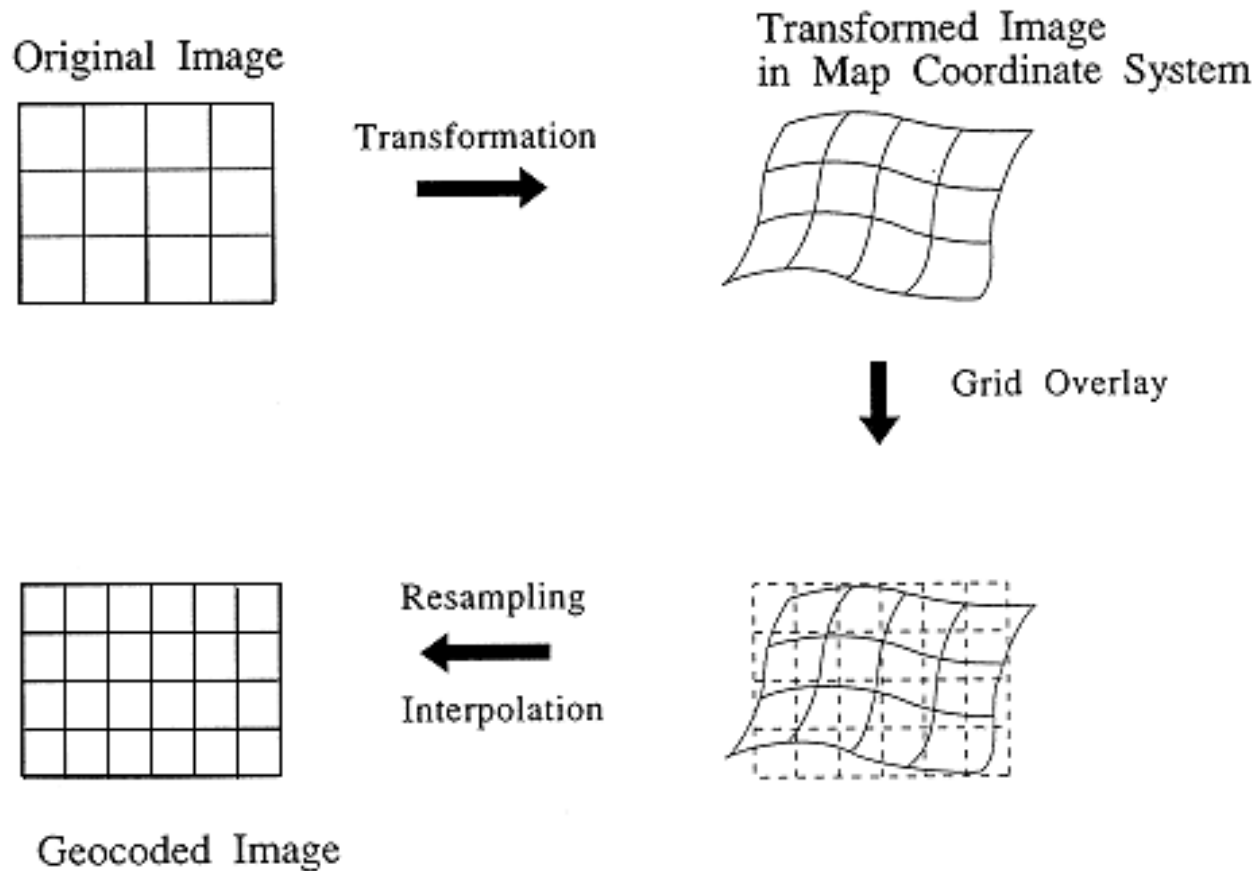 Original Image
Transformed Image
in Map Coordinate System
Transformation
Grid Overlay
Resampling
Interpolation
Geocoded Image